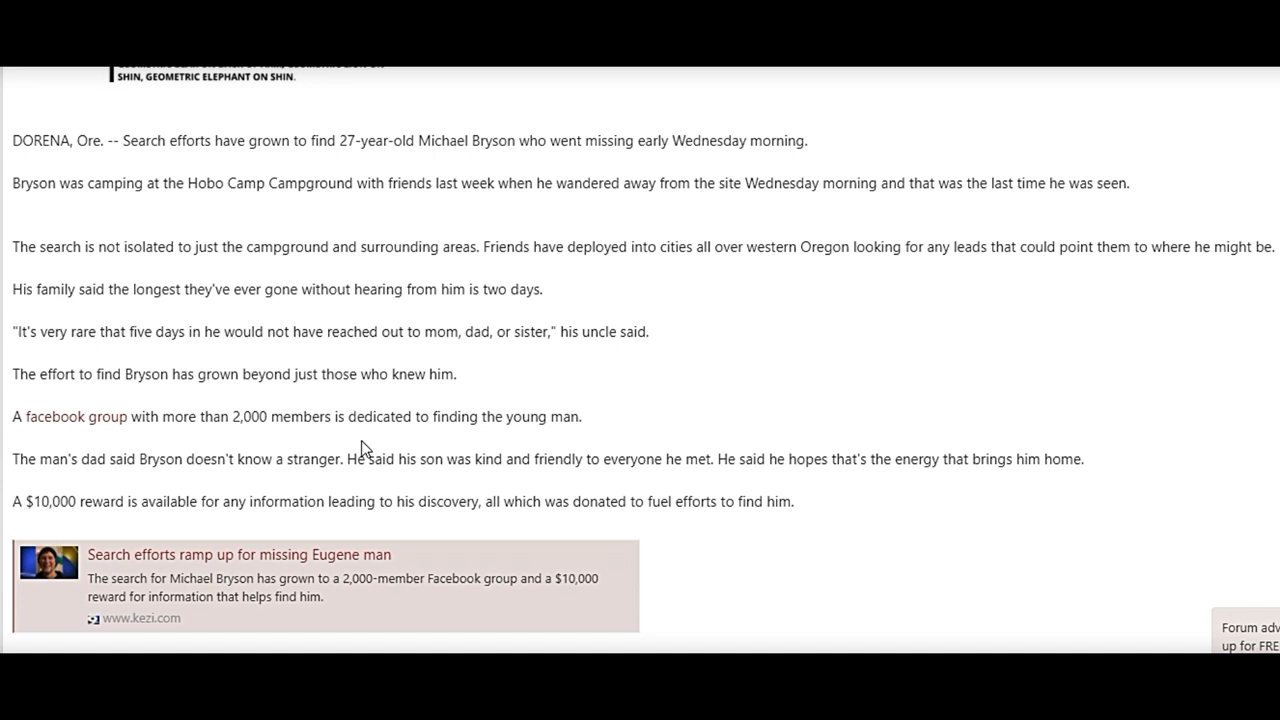 SHIN, GEOMETRIC ELEPHANT ON SHIN.
DORENA, Ore. -- Search efforts have grown to find 27-year-old Michael Bryson who went missing early Wednesday morning.
Bryson was camping at the Hobo Camp Campground with friends last week when he wandered away from the site Wednesday morning and that was the last time he was seen.
The search is not isolated to just the campground and surrounding areas. Friends have deployed into cities all over western Oregon looking for any leads that could point them to where he might be.
His family said the longest they've ever gone without hearing from him is two days.
"It's very rare that five days in he would not have reached out to mom, dad, or sister," his uncle said.
The effort to find Bryson has grown beyond just those who knew him.
A facebook group with more than 2,000 members is dedicated to finding the young man.
The man's dad said Bryson doesn't know a stranger. He said his son was kind and friendly to everyone he met. He said he hopes that's the energy that brings him home.
A $10,000 reward is available for any information leading to his discovery, all which was donated to fuel efforts to find him.
Search efforts ramp up for missing Eugene man
The search for Michael Bryson has grown to a 2,000-member Facebook group and a $10,000
reward for information that helps find him.
www.kezi.com
Forum adv
up for FRE